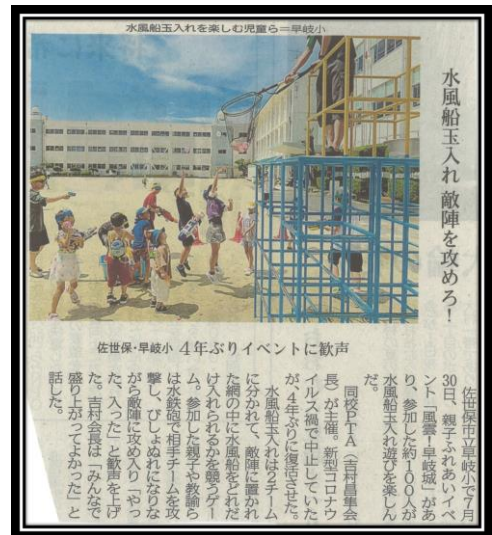 水風船玉入れを楽しむ児童ら＝早岐小
水風船玉入れ 敵陣を攻めろ！
佐世保・早岐小 4年ぶりイベントに歓声
佐世保市立早岐小で７月
30日、親子ふれあいイベ
ント「風雲！早岐城」があ
り、参加した約１００人が
水風船玉入れ遊びを楽しん
だ。
同校ＰＴＡ（吉村昌隼会
長）が主催。新型コロナウ
イルス禍で中止していた
が、４年ぶりに復活させた。
水風船玉入れは２チーム
に分かれて、敵陣に置かれ
た網の中に水風船をどれだ
け入れられるかを競うゲー
ム。参加した親子や教諭ら
は水鉄砲で相手チームを攻
撃し、びしょぬれになりな
がら敵陣に攻め入り「やっ
た、入った」と歓声を上げ
た。吉村会長は「みんなで
盛り上がってよかった」と
話した。